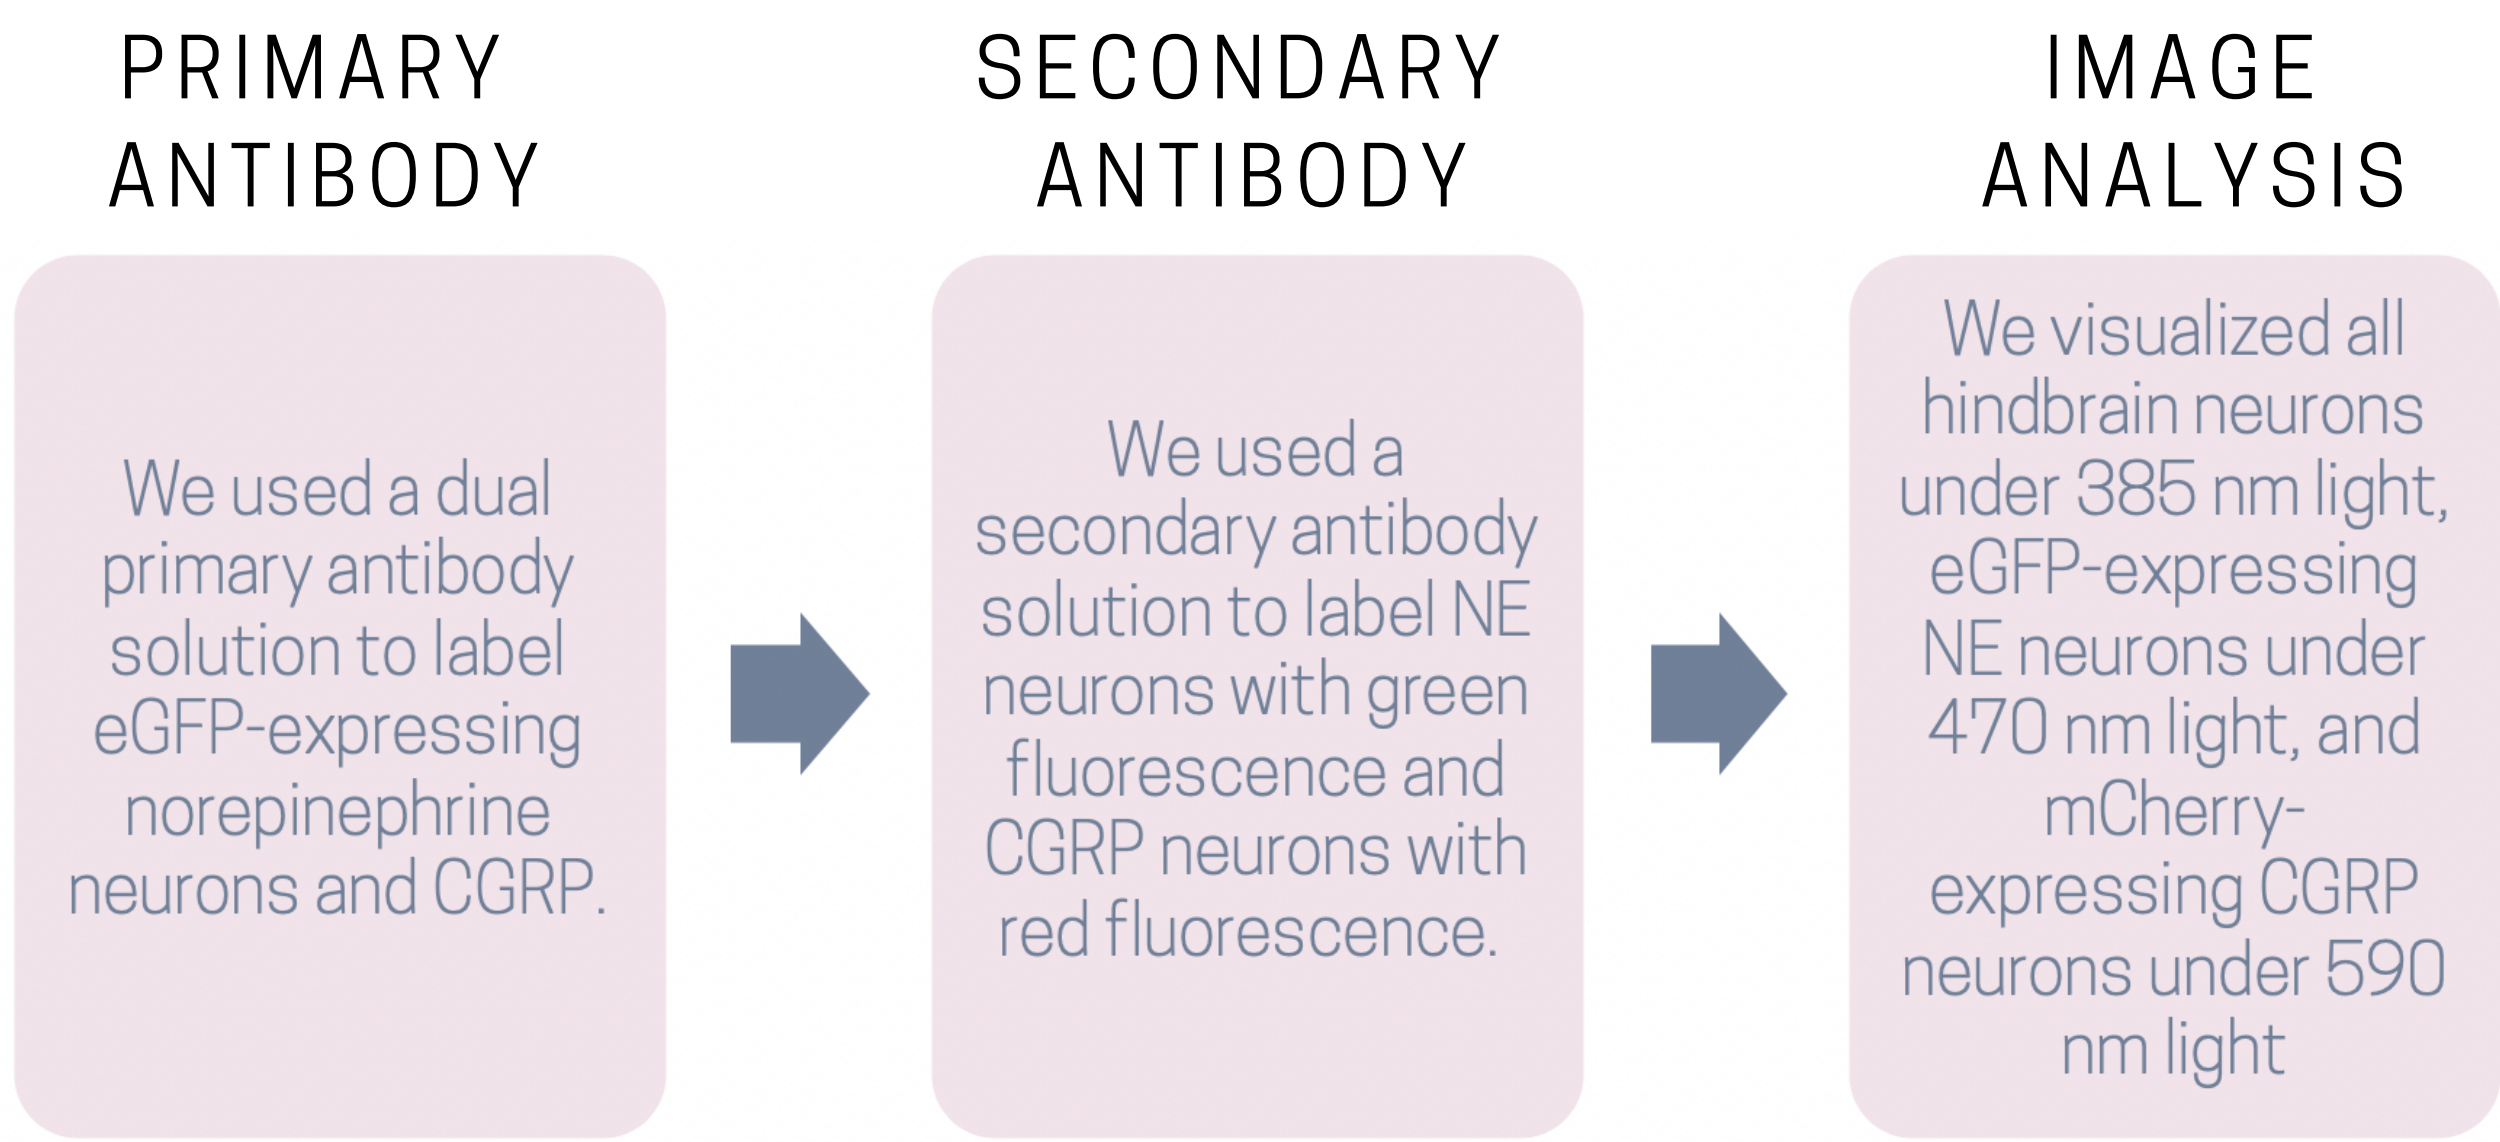 PRIMARY
ANTIBODY
We used a dual
primary antibody
solution to label
eGFP-expressing
norepinephrine
neurons and CGRP.
SECONDARY
ANTIBODY
We used a
secondary antibody
solution to label NE
neurons with green
fluorescence and
CGRP neurons with
red fluorescence.
IMAGE
ANALYSIS
We visualized all
hindbrain neurons
under 385 nm light,
eGFP-expressing
NE neurons under
470 nm light, and
mCherry-
expressing CGRP
neurons under 590
nm light